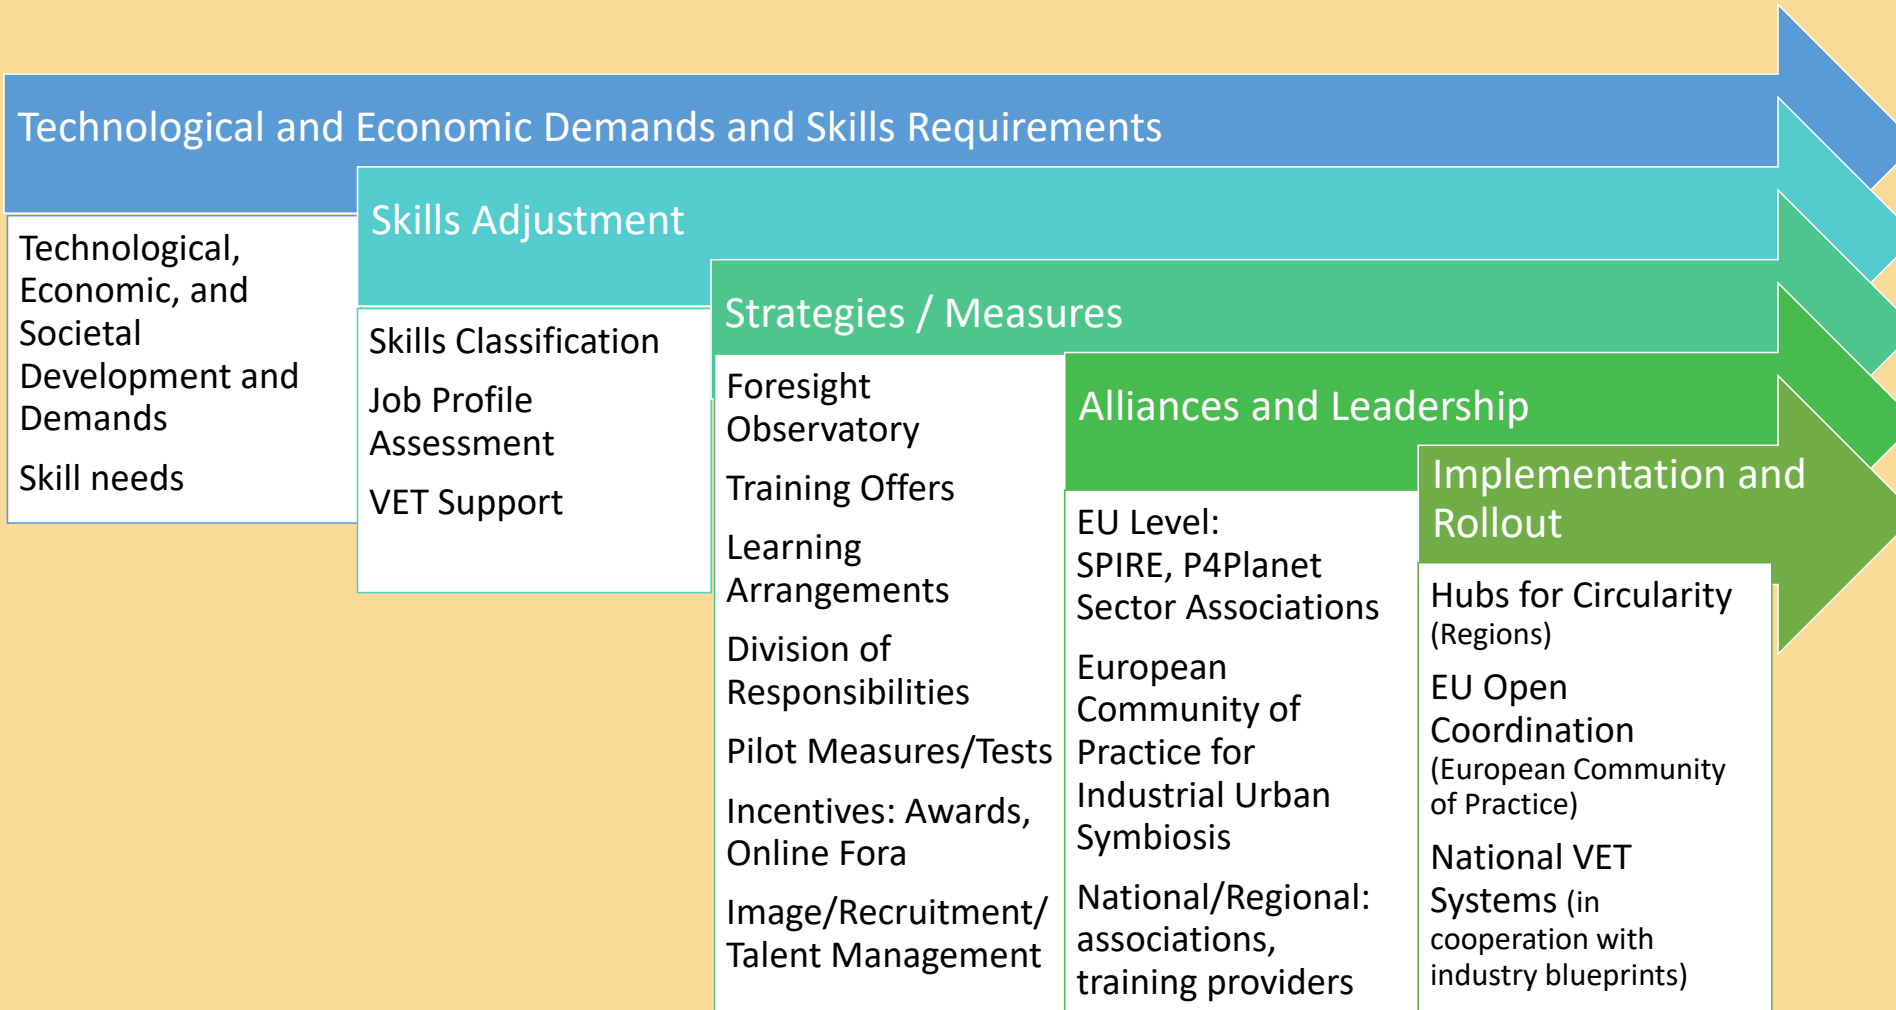 Technological and Economic Demands and Skills Requirements
Technological,
Economic, and
Societal
Development and
Demands
Skill needs
Skills Adjustment
Skills Classification
Job Profile
Assessment
VET Support
Strategies / Measures
Foresight
Observatory
Training Offers
Learning
Arrangements
Division of
Responsibilities
Pilot Measures/Tests
Incentives: Awards,
Online Fora
Image/Recruitment/
Talent Management
Alliances and Leadership
EU Level:
SPIRE, P4Planet
Sector Associations
European
Community of
Practice for
Industrial Urban
Symbiosis
National/Regional:
associations,
training providers
Implementation and
Rollout
Hubs for Circularity
(Regions)
EU Open
Coordination
(European Community
of Practice)
National VET
Systems (in
cooperation with
industry blueprints)